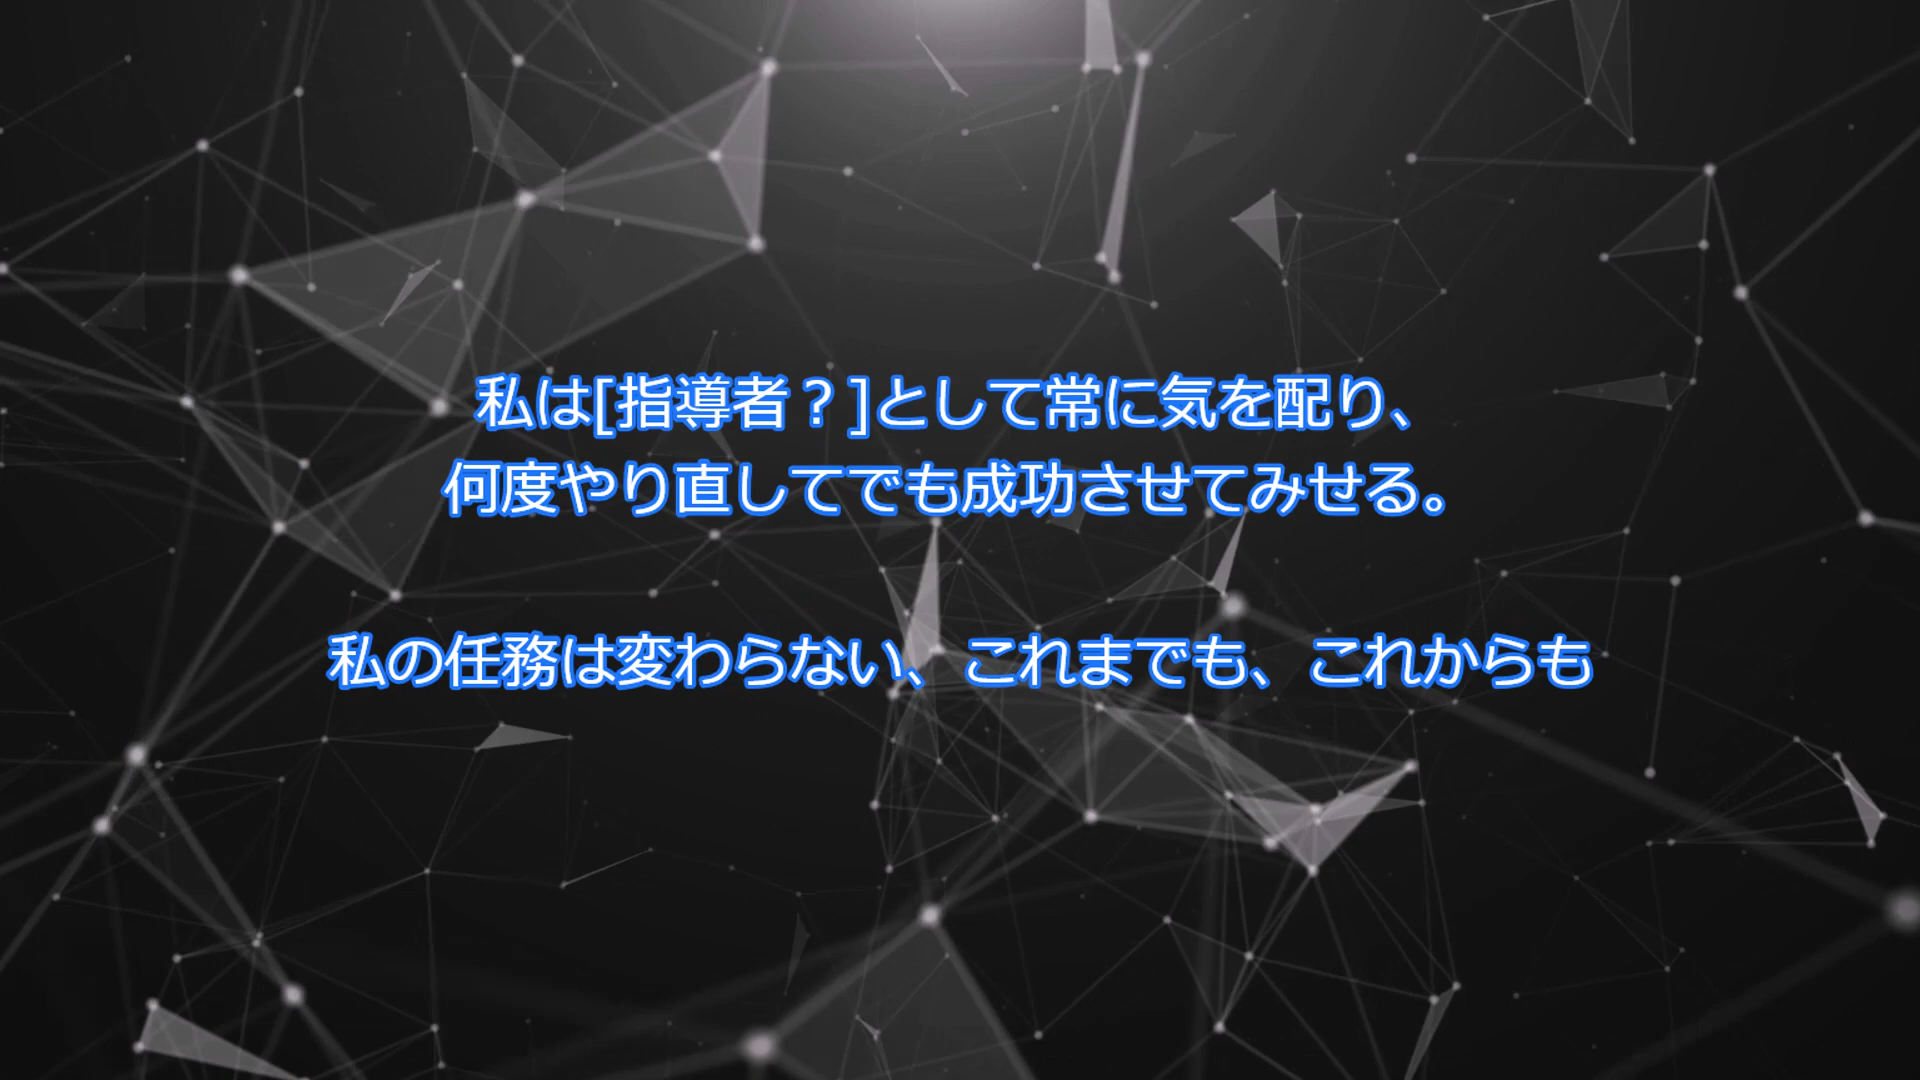 私は[指導者？]として常に気を配り、
何度やり直してでも成功させてみせる。
私の任務は変わらない、これまでも、これからも